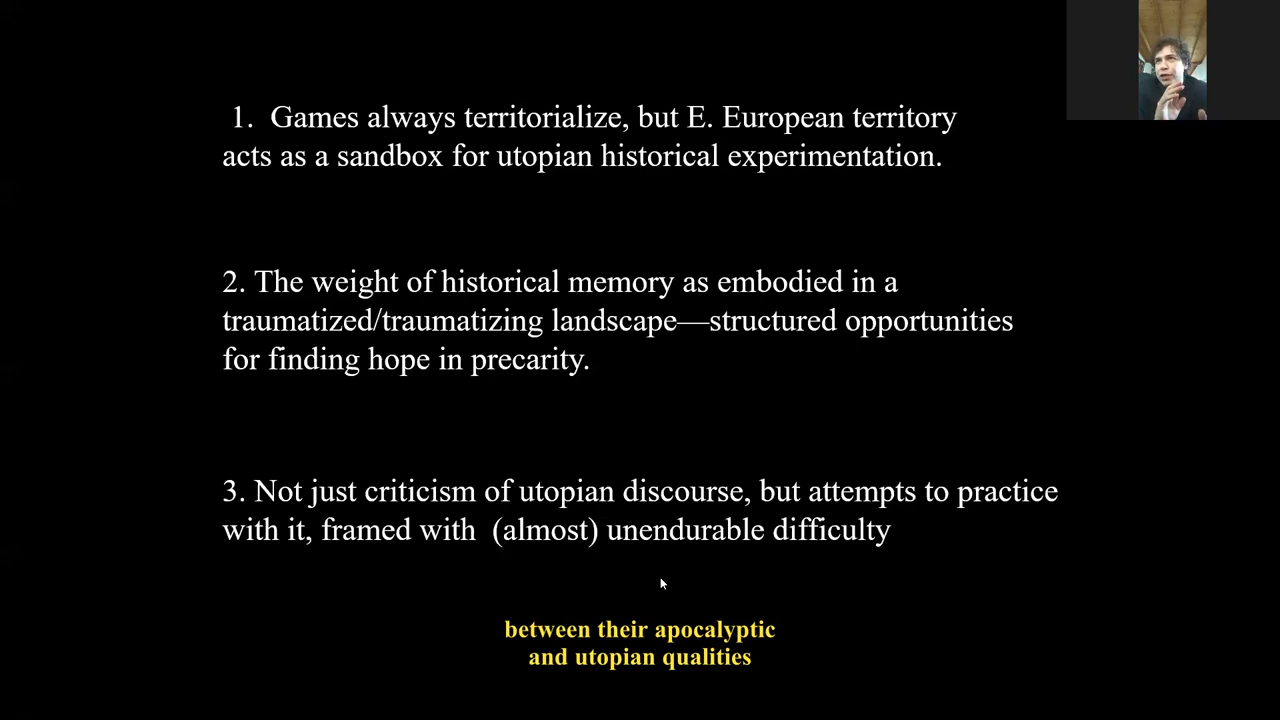 1. Games always territorialize, but E. European territory
acts as a sandbox for utopian historical experimentation.
2. The weight of historical memory as embodied in a
traumatized/traumatizing landscape—structured opportunities
for finding hope in precarity.
3. Not just criticism of utopian discourse, but attempts to practice
with it, framed with (almost) unendurable difficulty
between their apocalyptic
and utopian qualities